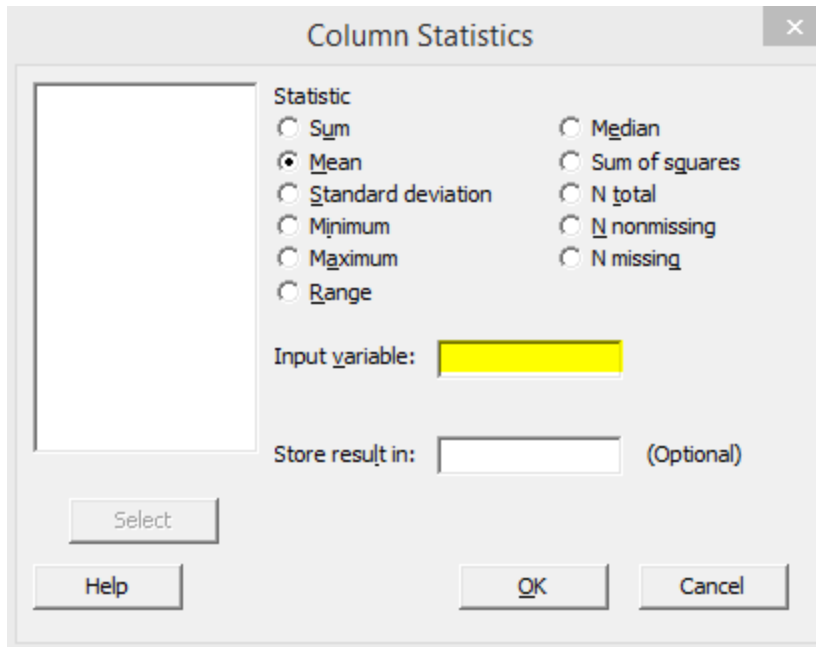 Column Statistics
Statistic
Sum
Median
Mean
Sum of squares
Standard deviation
N total
Minimum
N nonmissing
Maximum
N missing
Range
Input variable:
Store result in:
(Optional)
Select
Help
OK
Cancel